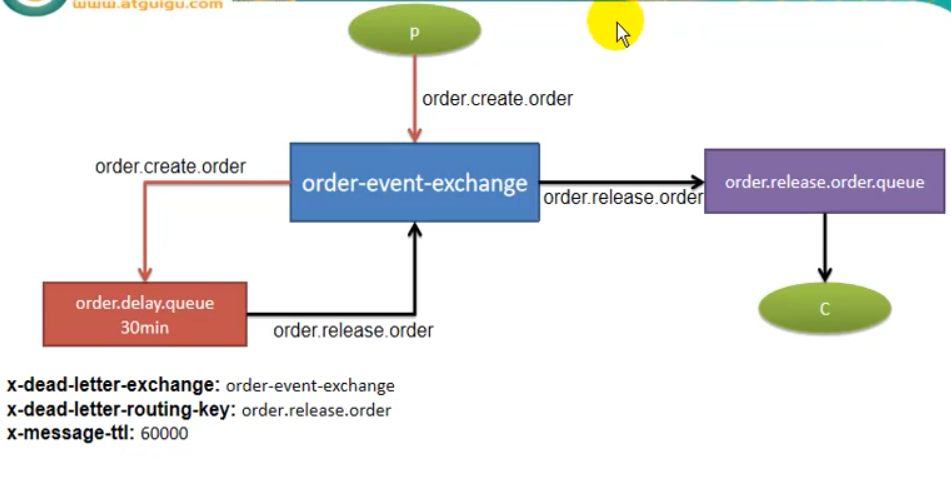 www.atguigu.com
p
order.create.order
order.create.order
order-event-exchange
order.release.order
order.release.order.queue
order.delay.queue
30min
order.release.order
C
x-dead-letter-exchange: order-event-exchange
x-dead-letter-routing-key: order.release.order
x-message-ttl: 60000